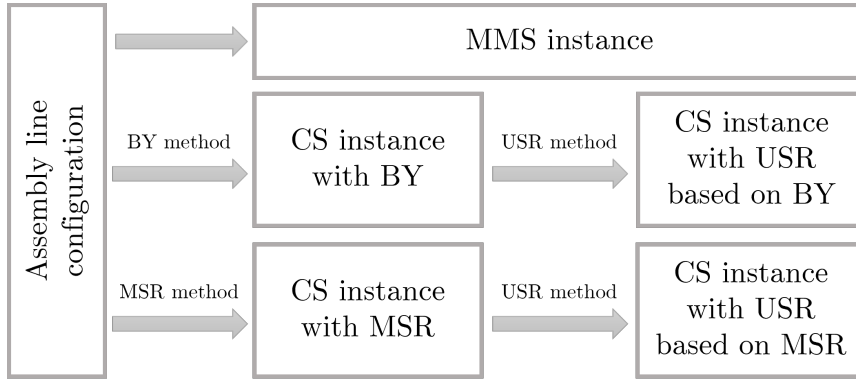 Assembly line
configuration
MMS instance
BY method
CS instance
with BY
USR method
CS instance
with USR
based on BY
MSR method
CS instance
with MSR
USR method
CS instance
with USR
based on MSR